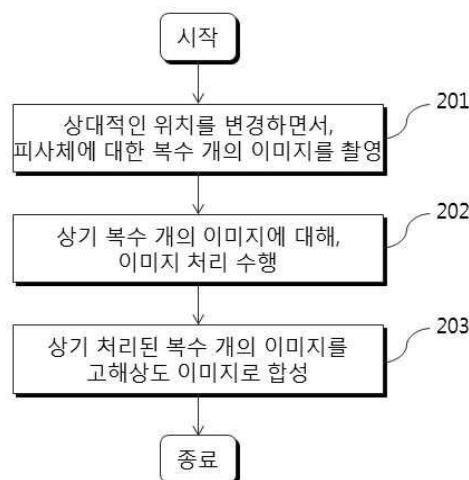 시작
상대적인 위치를 변경하면서,
피사체에 대한 복수 개의 이미지를 촬영
201
상기 복수 개의 이미지에 대해,
이미지 처리 수행
202
상기 처리된 복수 개의 이미지를
고해상도 이미지로 합성
203
종료